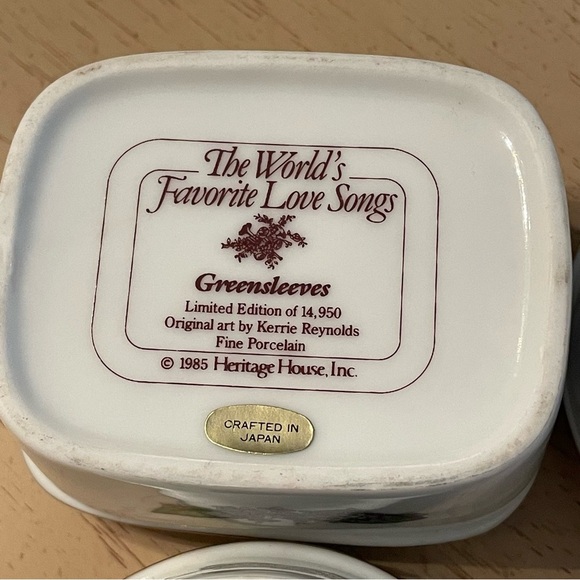 The World's
Favorite Love Songs
Greensleeves
Limited Edition of 14,950
Original art by Kerrie Reynolds
Fine Porcelain
© 1985 Heritage House, Inc.
CRAFTED IN
JAPAN